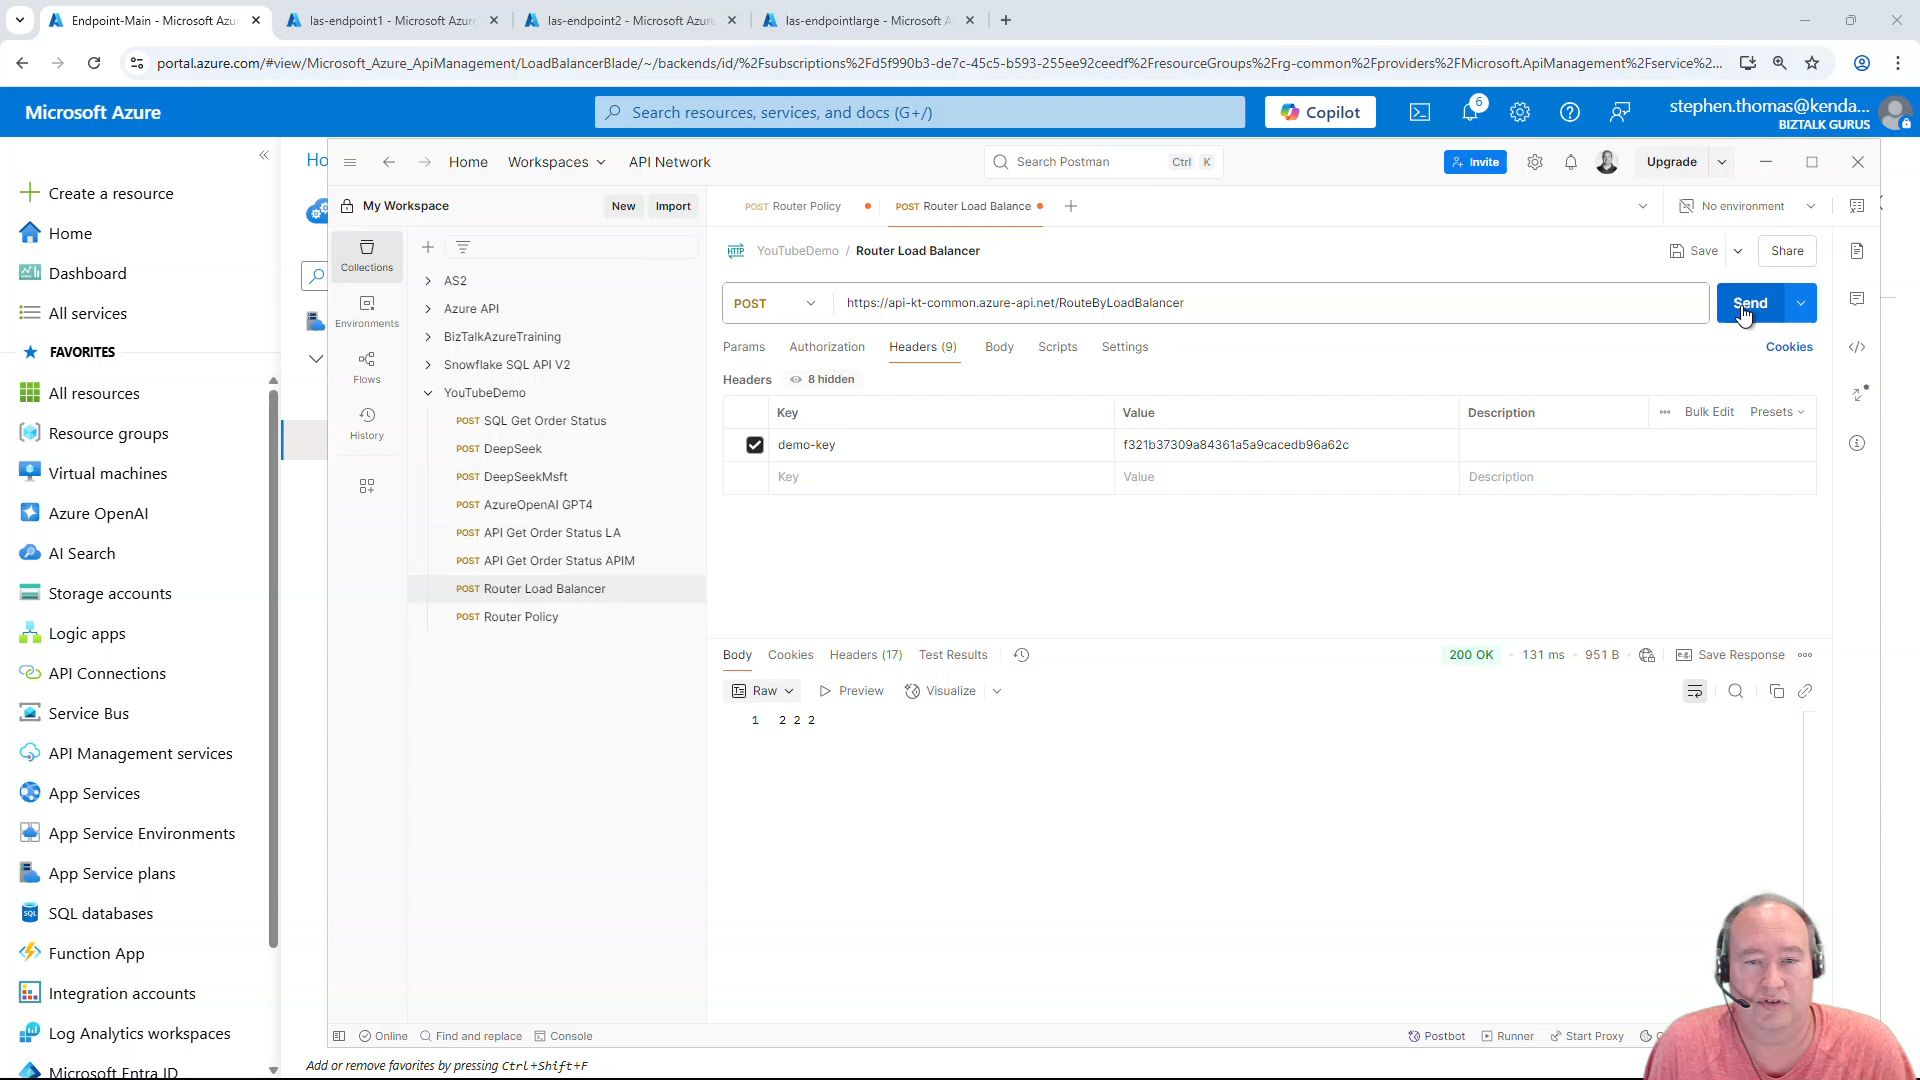 Endpoint-Main - Microsoft Azu
las-endpoint1 - Microsoft Azure
las-endpoint2 - Microsoft Azure
las-endpointlarge - Microsoft A
portal.azure.com/#view/Microsoft_Azure_ApiManagement/LoadBalancerBlade/~/backends/id/%2Fsubscriptions%2Fd5f990b3-de7c-45c5-b593-255ee92ceedf%2FresourceGroups%2Frg-common%2Fproviders%2FMicrosoft.ApiManagement%2Fservice%2...
Microsoft Azure
Search resources, services, and docs (G+/)
Copilot
6
stephen.thomas@kenda...
BIZTALK GURUS
Create a resource
Home
Dashboard
All services
FAVORITES
All resources
Resource groups
Virtual machines
Azure OpenAI
AI Search
Storage accounts
Logic apps
API Connections
Service Bus
API Management services
App Services
App Service Environments
App Service plans
SQL databases
Function App
Integration accounts
Log Analytics workspaces
Microsoft Entra ID
Ho
Home
Workspaces
API Network
Search Postman
Ctrl
K
Invite
Upgrade
My Workspace
New
Import
POST Router Policy
POST Router Load Balance
No environment
Collections
Environments
Flows
History
AS2
Azure API
BizTalkAzureTraining
Snowflake SQL API V2
YouTubeDemo
POST SQL Get Order Status
POST DeepSeek
POST DeepSeekMsft
POST AzureOpenAI GPT4
POST API Get Order Status LA
POST API Get Order Status APIM
POST Router Load Balancer
POST Router Policy
HTTP
YouTubeDemo / Router Load Balancer
Save
Share
POST
https://api-kt-common.azure-api.net/RouteByLoadBalancer
Send
Params
Authorization
Headers (9)
Body
Scripts
Settings
Cookies
Headers
8 hidden
Key
Value
Description
Bulk Edit
Presets
demo-key
f321b37309a84361a5a9cacedb96a62c
Key
Value
Description
Body
Cookies
Headers (17)
Test Results
200 OK
131 ms
951 B
e.g.
Save Response
Raw
Preview
Visualize
1 2 2 2
Online
Find and replace
Console
Postbot
Runner
Start Proxy
Add or remove favorites by pressing Ctrl+Shift+F